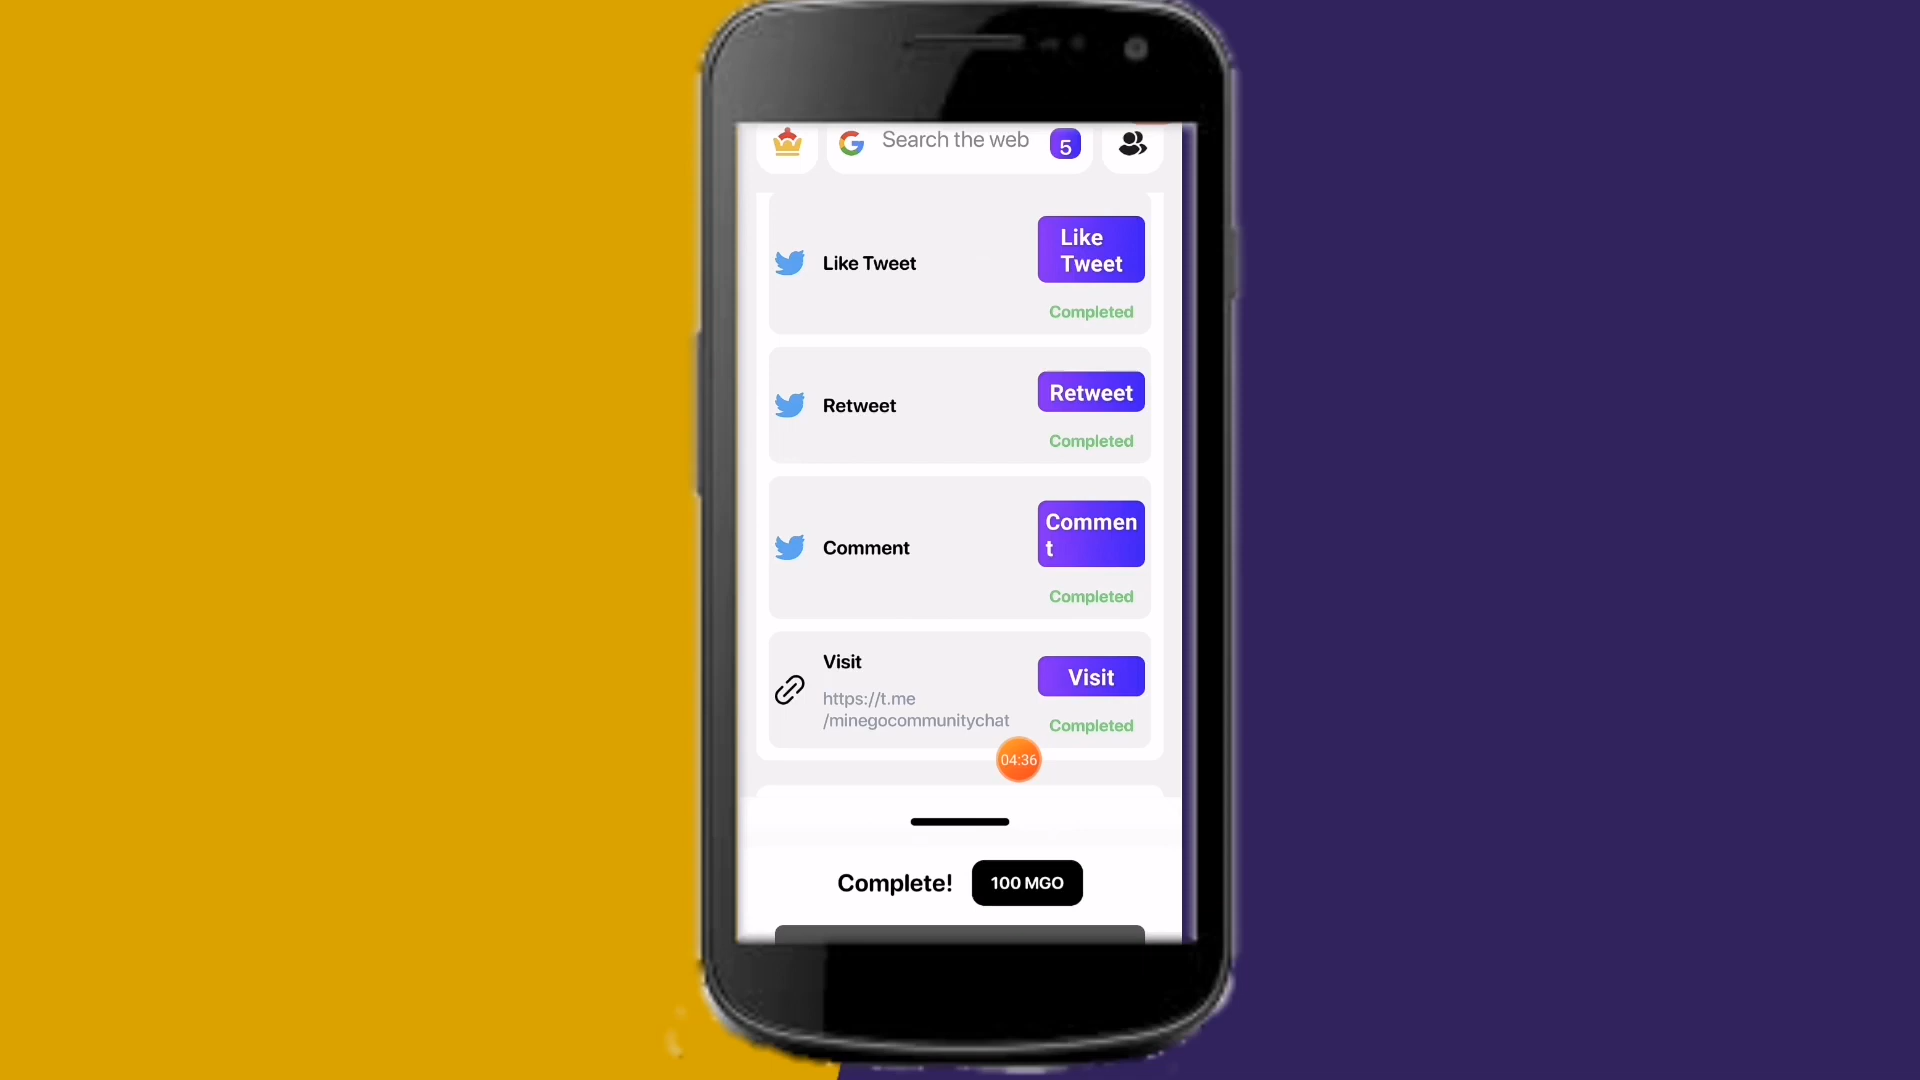 Search the web
5
Like Tweet
Like
Tweet
Completed
Retweet
Retweet
Completed
Comment
Commen
t
Completed
Visit
https://t.me
/minegocommunitychat
Visit
Completed
04:36
Complete!
100 MGO